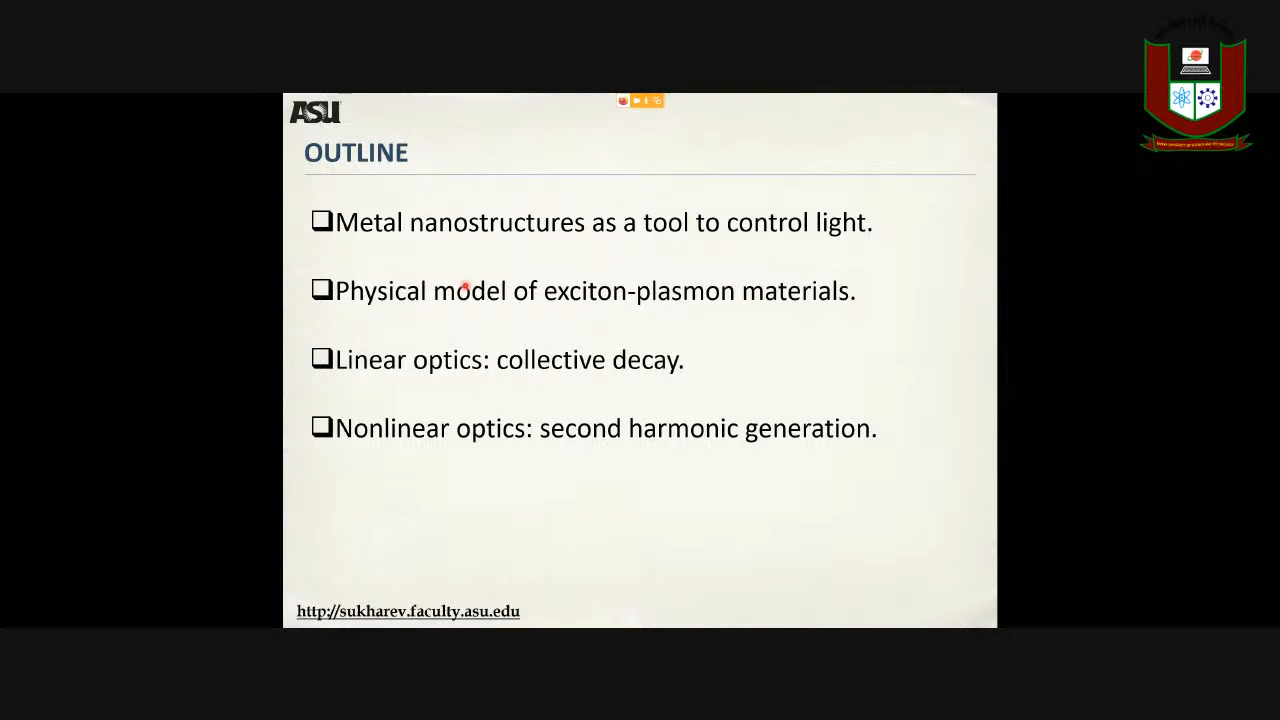 ASU
OUTLINE
❑Metal nanostructures as a tool to control light.
❑Physical model of exciton-plasmon materials.
❑Linear optics: collective decay.
❑Nonlinear optics: second harmonic generation.
http://sukharev.faculty.asu.edu